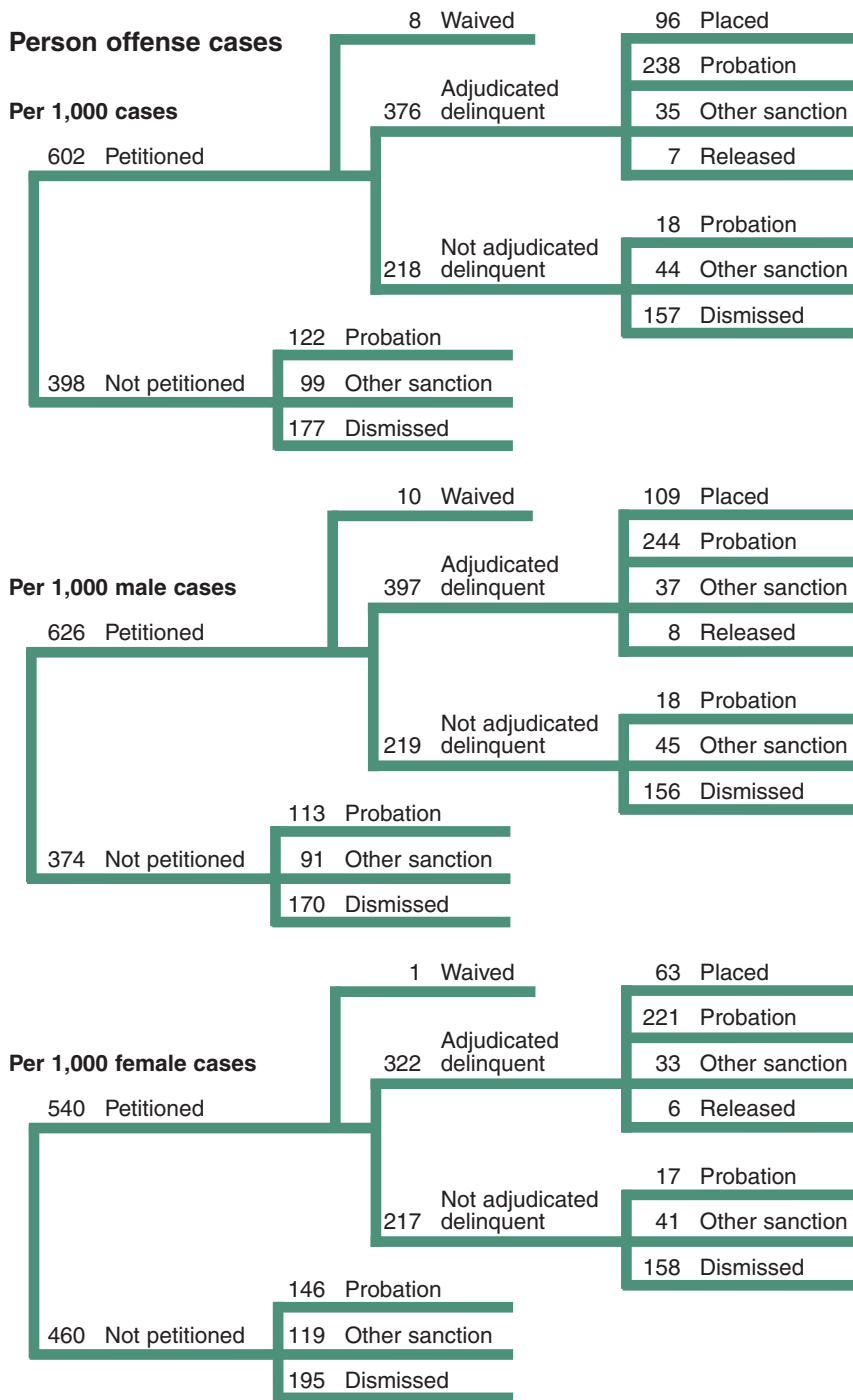 Person offense cases
Per 1,000 cases
8 Waived
96 Placed
238 Probation
Adjudicated
376 delinquent
35 Other sanction
602 Petitioned
7 Released
18 Probation
Not adjudicated
218 delinquent
44 Other sanction
157 Dismissed
122 Probation
398 Not petitioned
99 Other sanction
177 Dismissed
Per 1,000 male cases
10 Waived
109 Placed
244 Probation
Adjudicated
397 delinquent
37 Other sanction
626 Petitioned
8 Released
18 Probation
Not adjudicated
219 delinquent
45 Other sanction
156 Dismissed
113 Probation
374 Not petitioned
91 Other sanction
170 Dismissed
Per 1,000 female cases
1 Waived
63 Placed
221 Probation
Adjudicated
322 delinquent
33 Other sanction
540 Petitioned
6 Released
17 Probation
Not adjudicated
217 delinquent
41 Other sanction
158 Dismissed
146 Probation
460 Not petitioned
119 Other sanction
195 Dismissed